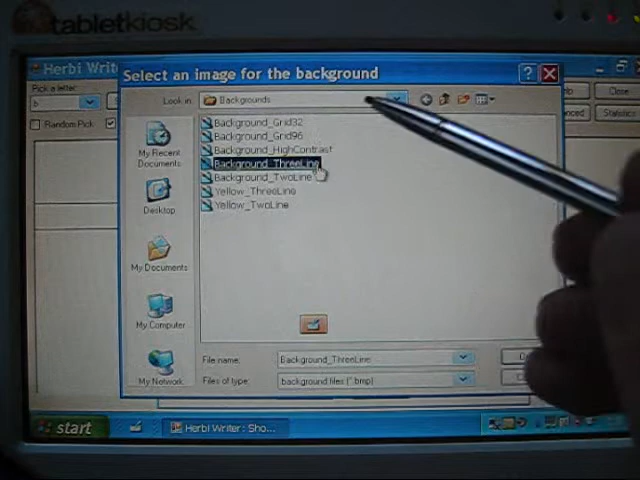 tabletkiosk
Herbi Writ
Select an image for the background
Pick a letter:
Look in:
Backgrounds
Close
b
Random Pick
Statistics
My Recent
Documents
Desktop
My Documents
My Computer
My Network
Background_Grid32
Background_Grid96
Background_HighContrast
Background_ThreeLine
Background_TwoLine
Yellow_ThreeLine
Yellow_TwoLine
File name:
Background_ThreeLine
Files of type:
background files (*.bmp)
start
Herbi Writer: Sho...